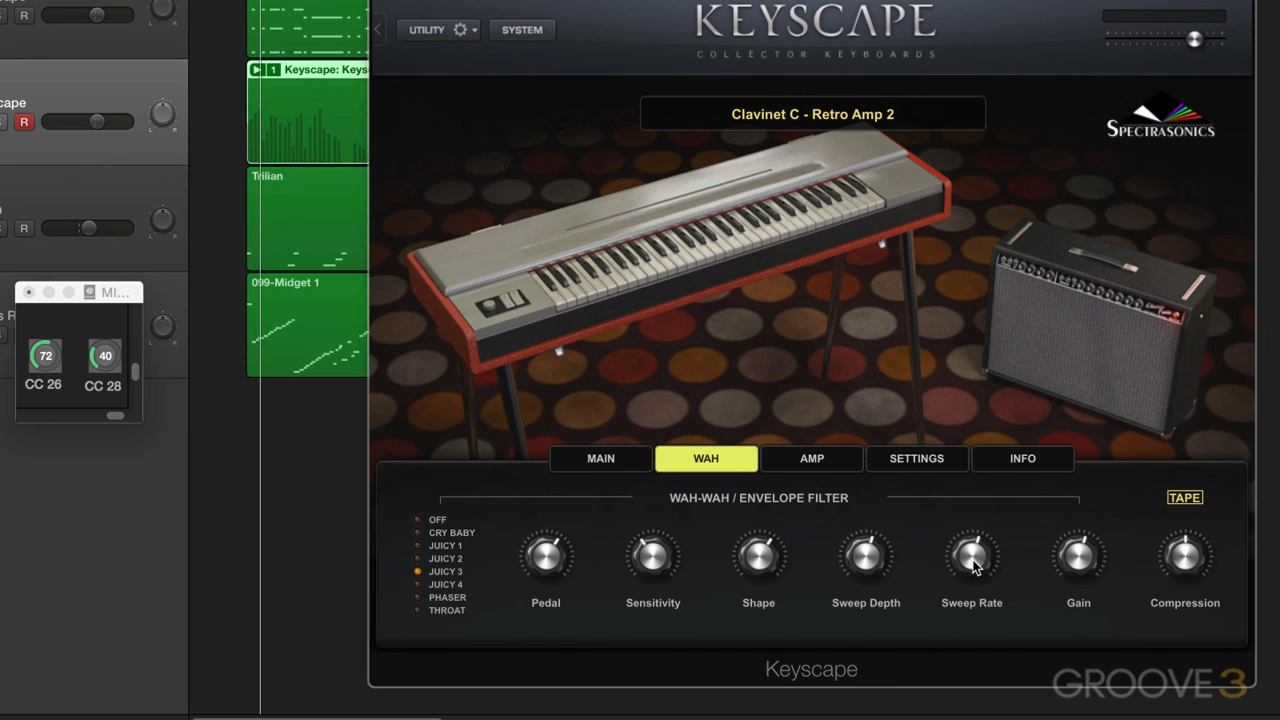 UTILITY
SYSTEM
KEYSCAPE
COLLECTOR KEYBOARDS
R
1 Keyscape: Keys
cape
R
L R
Clavinet C - Retro Amp 2
SPECTRASONICS
Trilian
R
L R
099-Midget 1
MI...
72
40
CC 26
CC 28
L R
MAIN
WAH
AMP
SETTINGS
INFO
WAH-WAH / ENVELOPE FILTER
TAPE
OFF
CRY BABY
JUICY 1
JUICY 2
JUICY 3
JUICY 4
PHASER
THROAT
Pedal
Sensitivity
Shape
Sweep Depth
Sweep Rate
Gain
Compression
Keyscape
GROOVE3